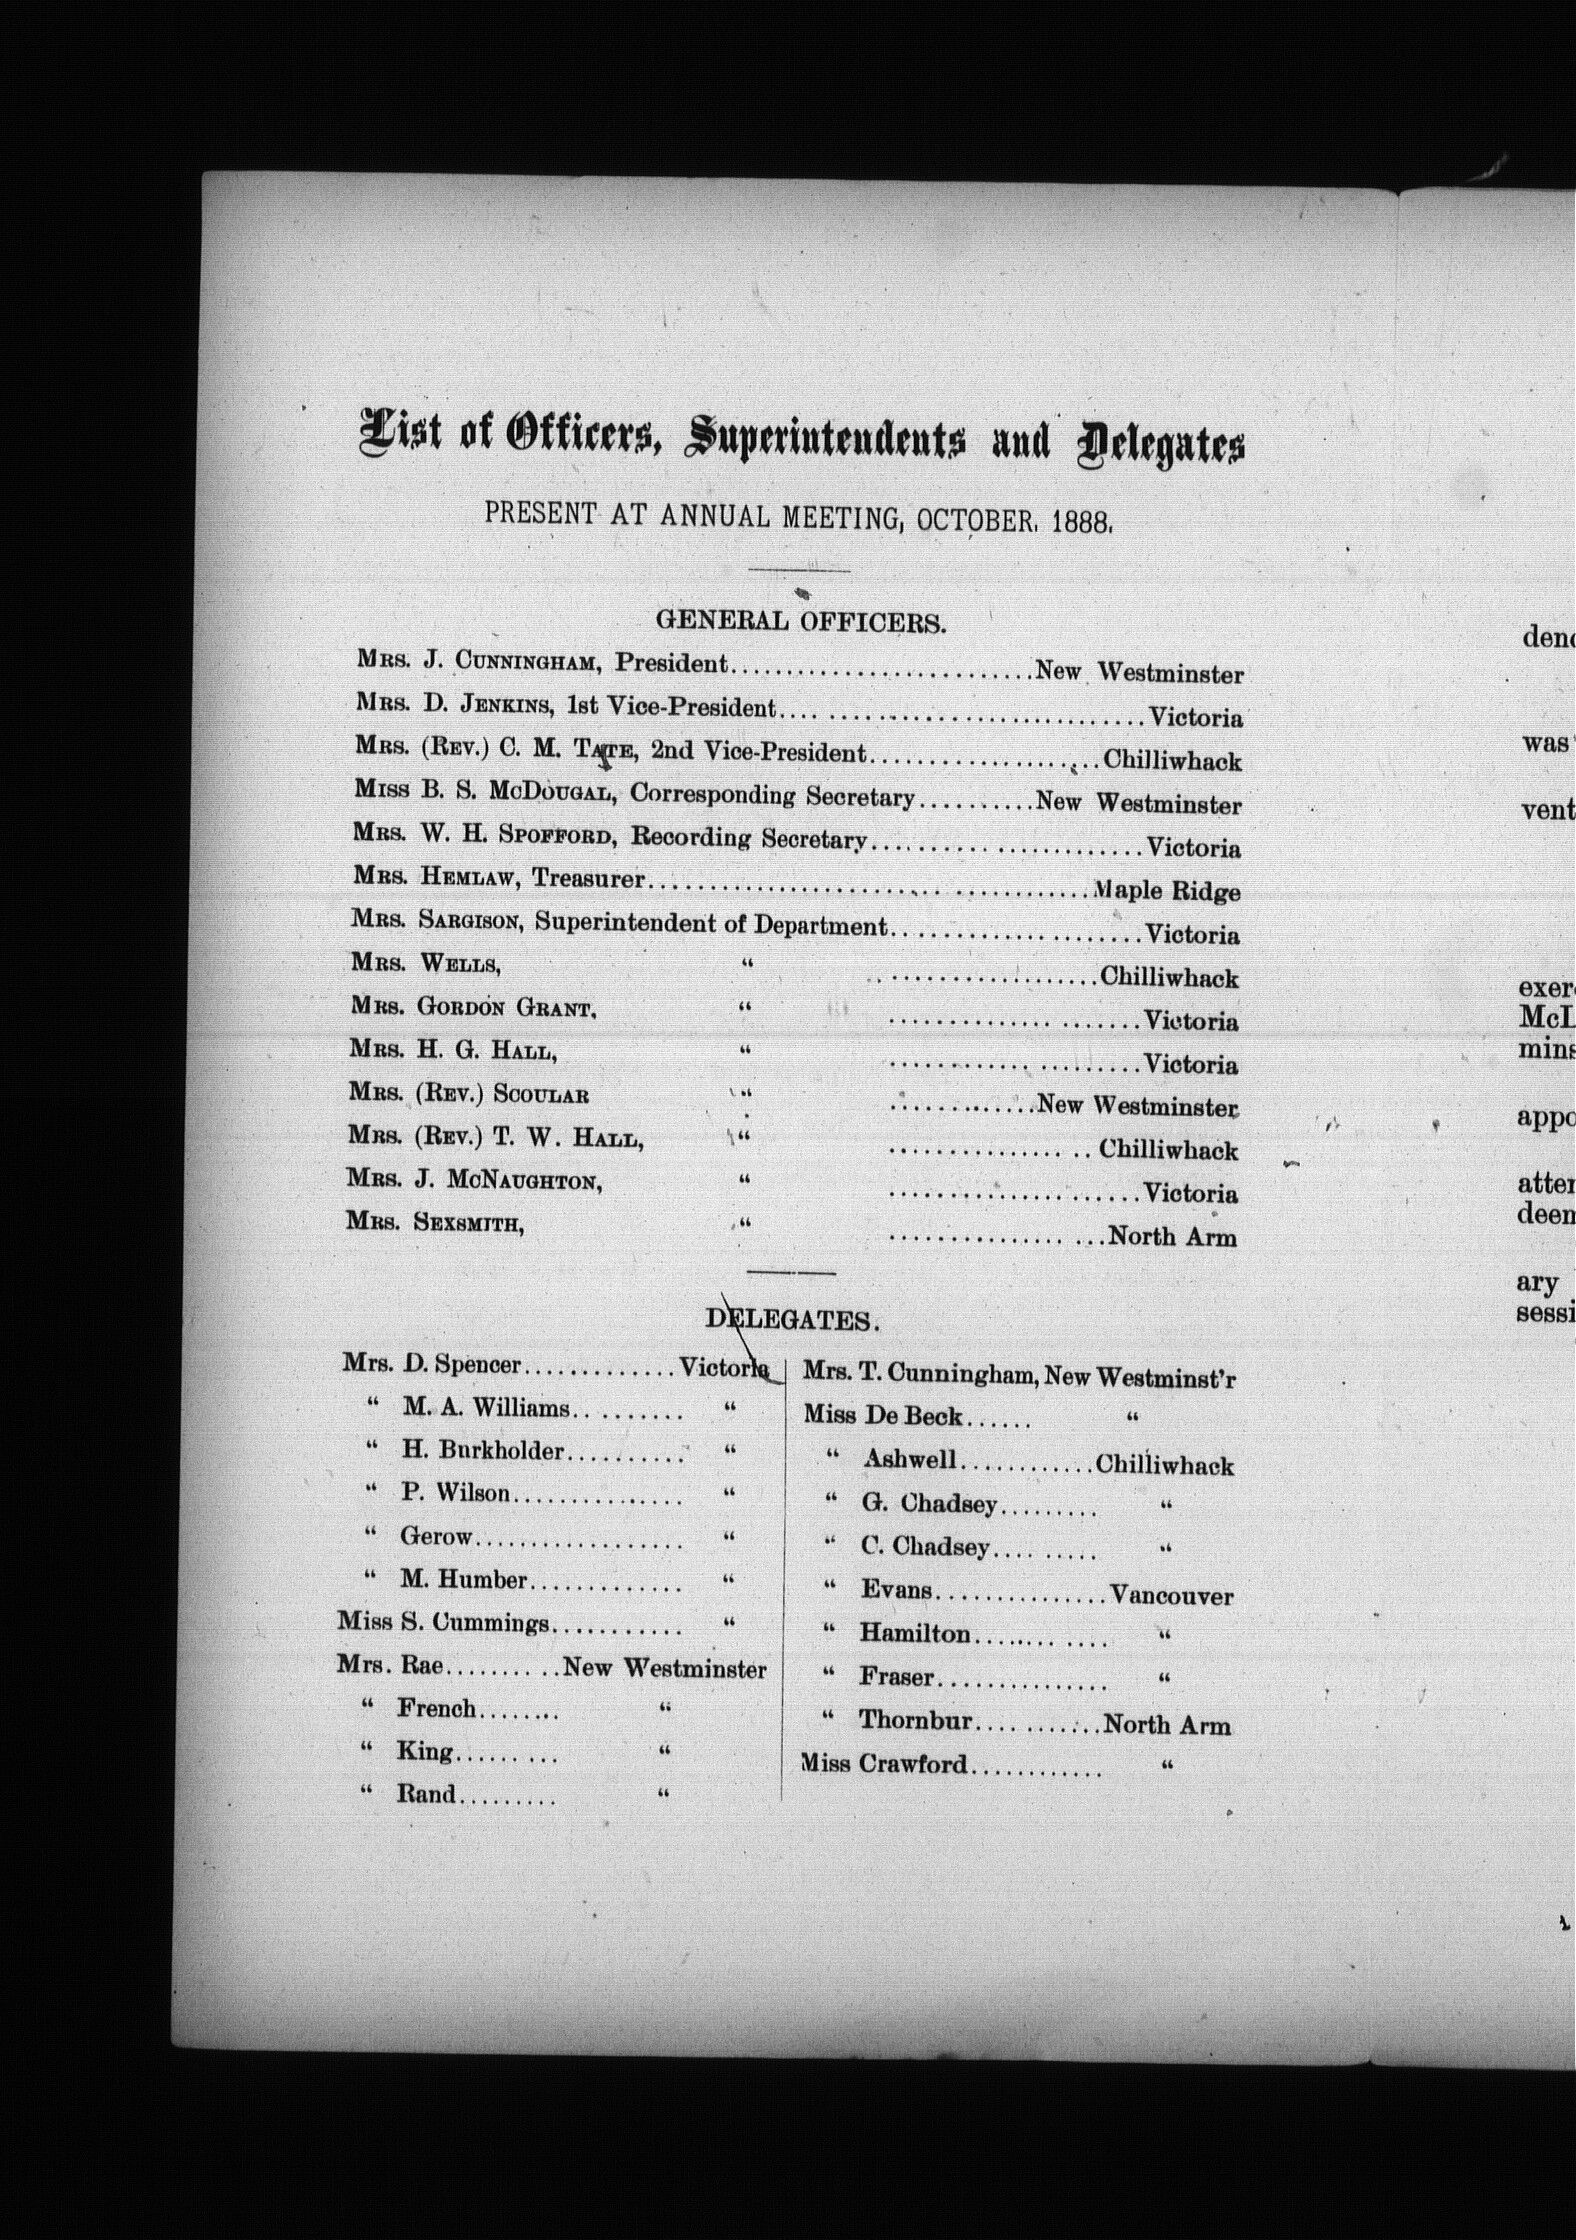 List of Officers, Superintendents and Delegates
PRESENT AT ANNUAL MEETING, OCTOBER. 1888.
GENERAL OFFICERS.
MRS. J. CUNNINGHAM, President..........................New Westminster
MRS. D. JENKINS, 1st Vice-President.... ..........................Victoria
MRS. (REV.) C. M. TATE, 2nd Vice-President...................Chilliwhack
MISS B. S. McDOUGAL, Corresponding Secretary..........New Westminster
MRS. W. H. SPOFFORD, Recording Secretary.......................Victoria
MRS. HEMLAW, Treasurer........................ ............Maple Ridge
MRS. SARGISON, Superintendent of Department............. ........Victoria
MRS. WELLS, “ ....................Chilliwhack
MRS. GORDON GRANT, “ .............. .......Victoria
MRS. H. G. HALL, “ ............ .........Victoria
MRS. (REV.) SCOULAR “ ............New Westminster
MRS. (REV.) T. W. HALL, “ ............... .. Chilliwhack
MRS. J. McNAUGHTON, “ ............... ......Victoria
MRS. SEXSMITH, “ ............... ...North Arm
DELEGATES.
Mrs. D. Spencer.............Victoria
“ M. A. Williams.......... “
“ H. Burkholder.......... “
“ P. Wilson.............. “
“ Gerow.................. “
“ M. Humber............. “
Miss S. Cummings........... “
Mrs. Rae........ ..New Westminster
“ French....... “
“ King......... “
“ Rand......... “
Mrs. T. Cunningham, New Westminst'r
Miss De Beck...... “
“ Ashwell............Chilliwhack
“ G. Chadsey......... “
“ C. Chadsey.... ..... “
“ Evans...............Vancouver
“ Hamilton...... .... “
“ Fraser............... “
“ Thornbur.... .......North Arm
Miss Crawford............ “
deno
was
vent
exer
McL
mins
appo
atter
deem
ary
sessi